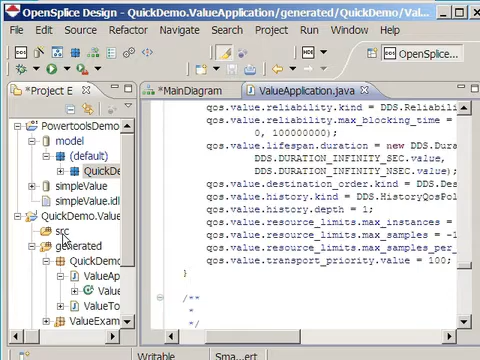 OpenSplice Design - QuickDemo.ValueApplication/generated/QuickDemo/Val...
File Edit Refactor Navigate Search Project Run Window Help
OpenSplice...
*Project E
*MainDiagram
ValueApplication.java
PowertoolsDemo
model
(default)
QuickDe
simpleValue
simpleValue.idl
QuickDemo.Value
src
generated
QuickDemo
ValueAp
Value
ValueTo
ValueExam
qos.value.reliability.kind = DDS.Reliabili
qos.value.reliability.max_blocking_time =
0, 100000000);
qos.value.lifespan.duration = new DDS.Dura
DDS.DURATION_INFINITY_SEC.value,
DDS.DURATION_INFINITY_NSEC.value);
qos.value.destination_order.kind = DDS.Des
qos.value.history.kind = DDS.HistoryQosPol
qos.value.history.depth = 1;
qos.value.resource_limits.max_instances =
qos.value.resource_limits.max_samples = -1
qos.value.resource_limits.max_samples_per_
qos.value.transport_priority.value = 100;
}
/**
*
*/
Writable
Sma...ert